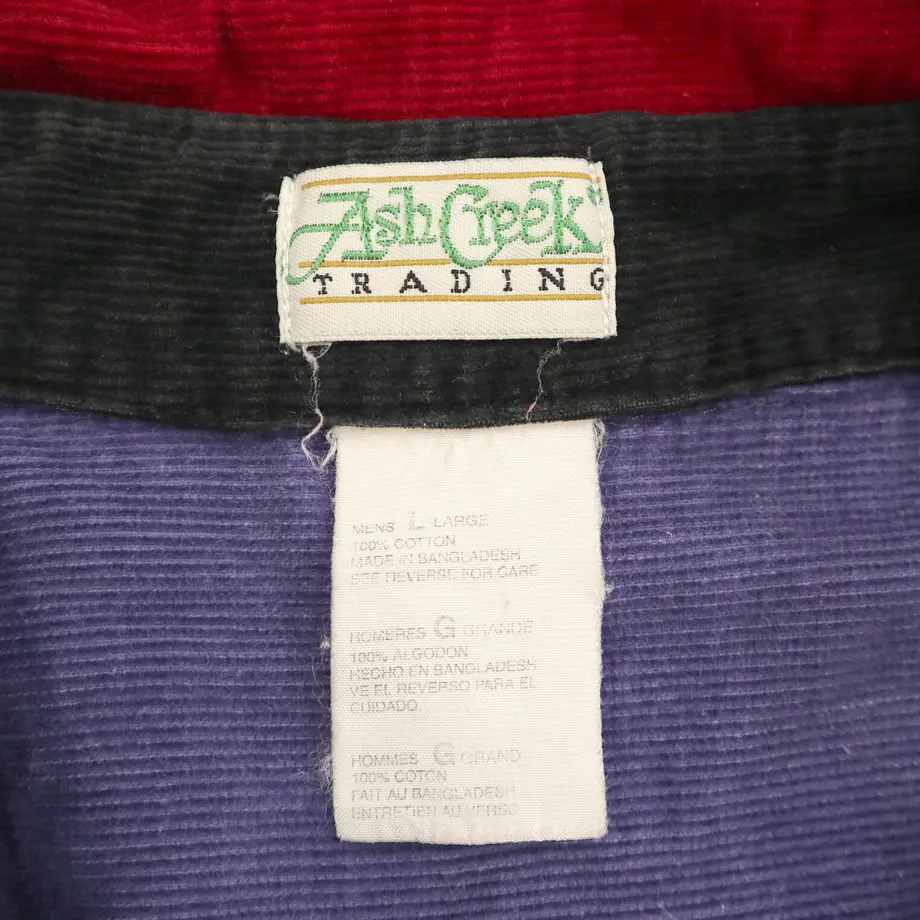 Ash Creek
TRADING
MENS L LARGE
100% COTTON
MADE IN BANGLADESH
SEE REVERSE FOR CARE
HOMBRES G GRANDE
100% ALGODON
HECHO EN BANGLADESH
VE EL REVERSO PARA EL
CUIDADO
HOMMES G GRAND
100% COTON
FAIT AU BANGLADESH
ENTRETIEN AU VERSO